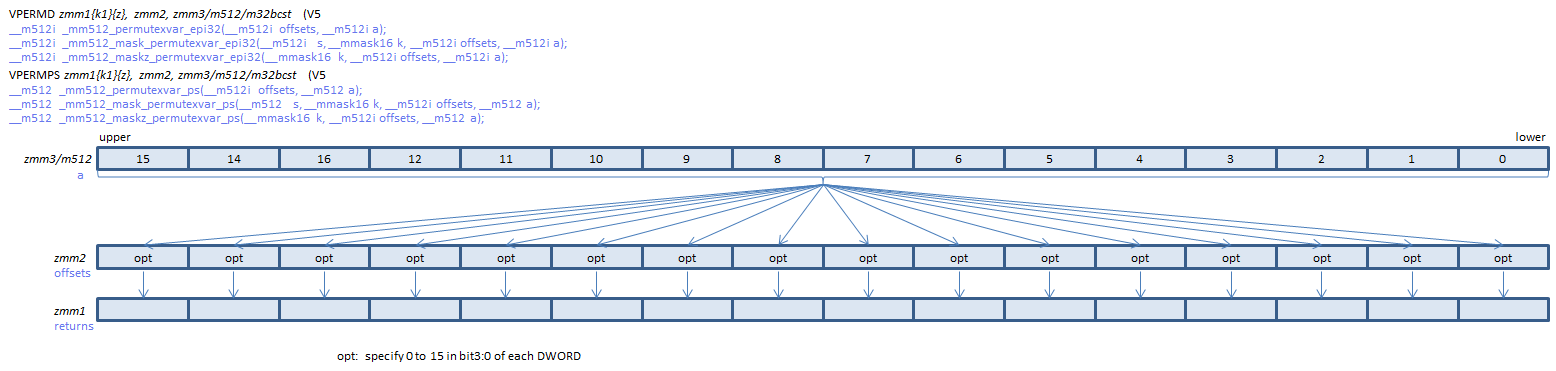 VPERMD zmm1{k1}{z}, zmm2, zmm3/m512/m32bcst (V5
__m512i _mm512_permutexvar_epi32(__m512i offsets, __m512i a);
__m512i _mm512_mask_permutexvar_epi32(__m512i s, __mmask16 k, __m512i offsets, __m512i a);
__m512i _mm512_maskz_permutexvar_epi32(__mmask16 k, __m512i offsets, __m512i a);
VPERMPS zmm1{k1}{z}, zmm2, zmm3/m512/m32bcst (V5
__m512 _mm512_permutexvar_ps(__m512i offsets, __m512 a);
__m512 _mm512_mask_permutexvar_ps(__m512 s, __mmask16 k, __m512i offsets, __m512 a);
__m512 _mm512_maskz_permutexvar_ps(__mmask16 k, __m512i offsets, __m512 a);
upper lower
zmm3/m512 15 14 16 12 11 10 9 8 7 6 5 4 3 2 1 0
a
zmm2 opt opt opt opt opt opt opt opt opt opt opt opt opt opt opt opt
offsets
zmm1
returns
opt: specify 0 to 15 in bit3:0 of each DWORD